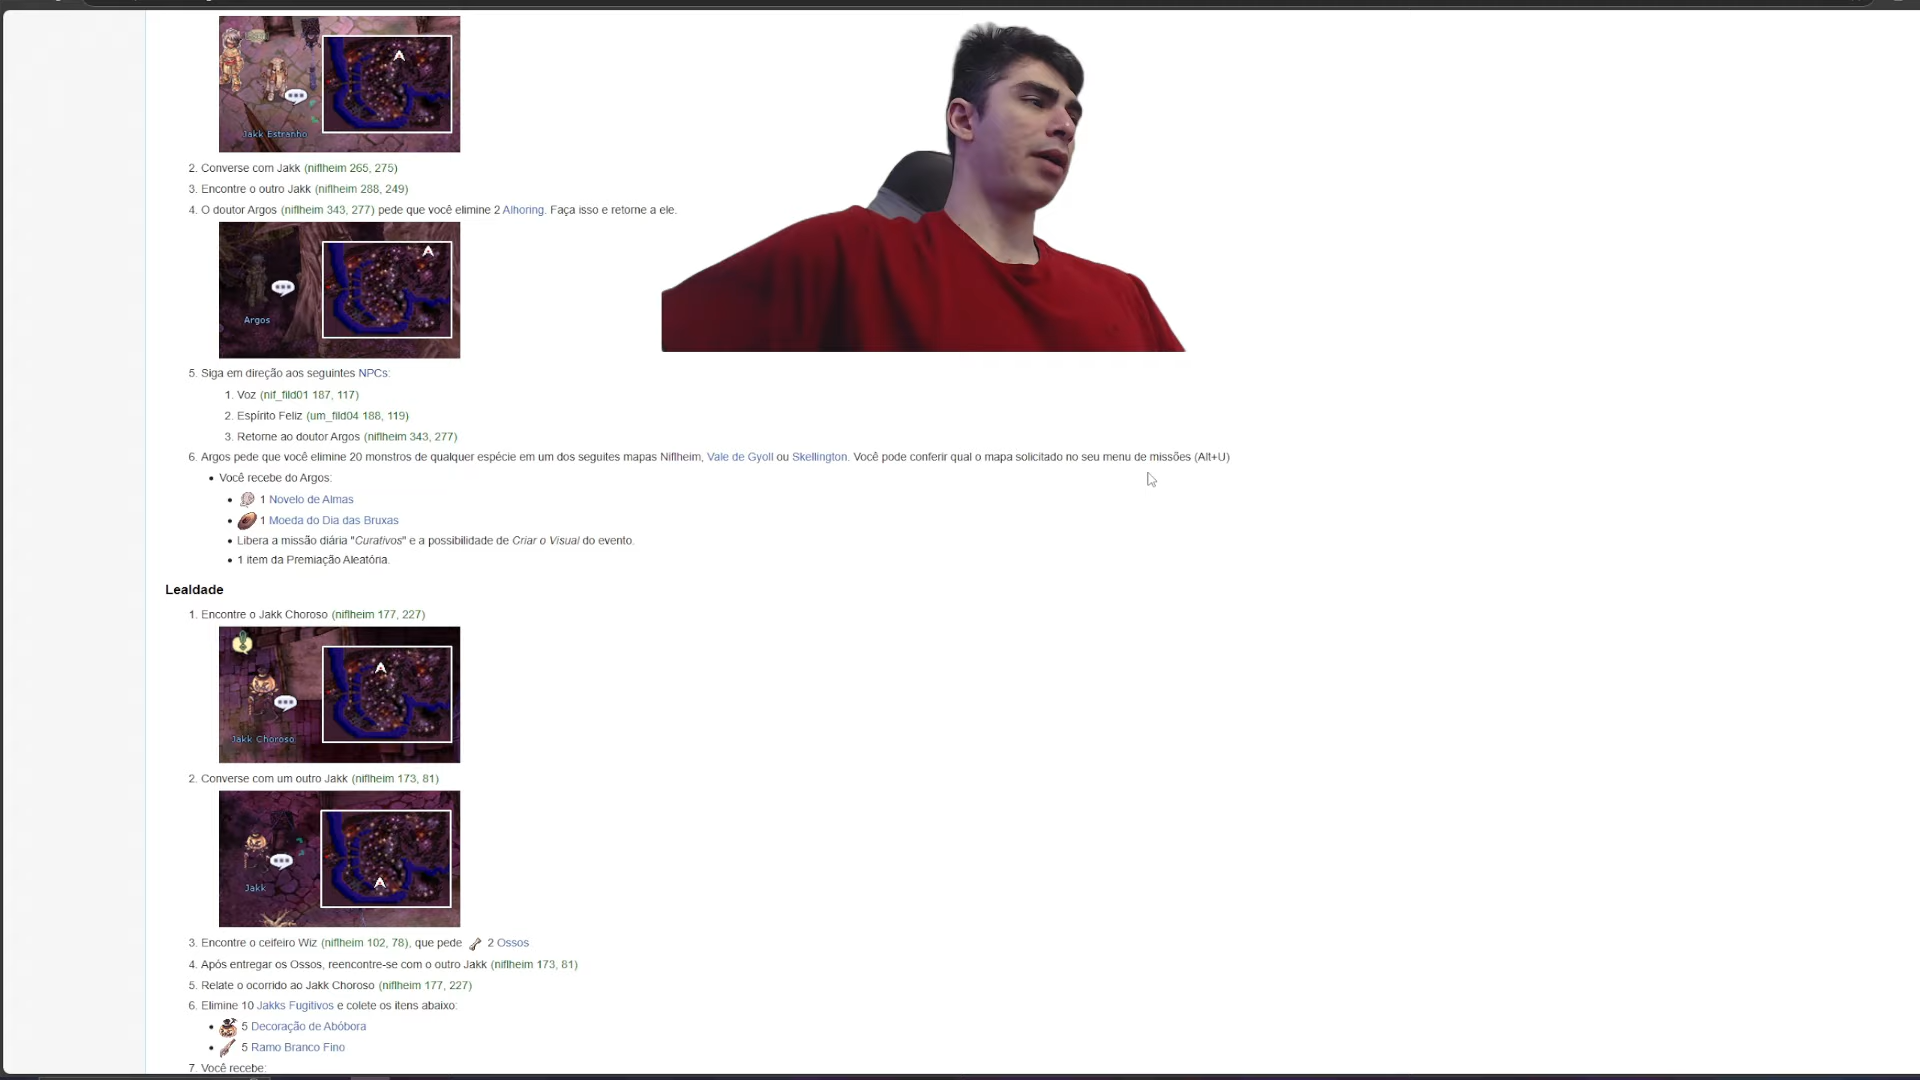 Jakk Estranho
2. Converse com Jakk (niflheim 265, 275)
3. Encontre o outro Jakk (niflheim 288, 249)
4. O doutor Argos (niflheim 343, 277) pede que você elimine 2 Alhoring. Faça isso e retorne a ele.
Argos
5. Siga em direção aos seguintes NPCs:
1. Voz (nif_fild01 187, 117)
2. Espírito Feliz (um_fild04 188, 119)
3. Retorne ao doutor Argos (niflheim 343, 277)
6. Argos pede que você elimine 20 monstros de qualquer espécie em um dos seguites mapas Niflheim, Vale de Gyoll ou Skellington. Você pode conferir qual o mapa solicitado no seu menu de missões (Alt+U)
• Você recebe do Argos:
• 1 Novelo de Almas
• 1 Moeda do Dia das Bruxas
• Libera a missão diária "Curativos" e a possibilidade de Criar o Visual do evento.
• 1 item da Premiação Aleatória.
Lealdade
1. Encontre o Jakk Choroso (niflheim 177, 227)
Jakk Choroso
2. Converse com um outro Jakk (niflheim 173, 81)
Jakk
3. Encontre o ceifeiro Wiz (niflheim 102, 78), que pede 2 Ossos
4. Após entregar os Ossos, reencontre-se com o outro Jakk (niflheim 173, 81)
5. Relate o ocorrido ao Jakk Choroso (niflheim 177, 227)
6. Elimine 10 Jakks Fugitivos e colete os itens abaixo:
• 5 Decoração de Abóbora
• 5 Ramo Branco Fino
7. Você recebe: